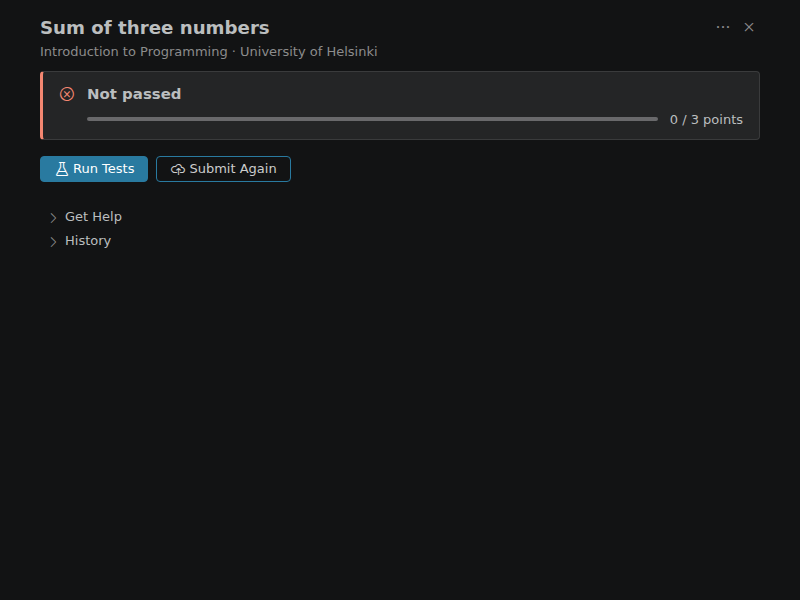 Sum of three numbers
Introduction to Programming · University of Helsinki
Not passed
0 / 3 points
Run Tests
Submit Again
Get Help
History